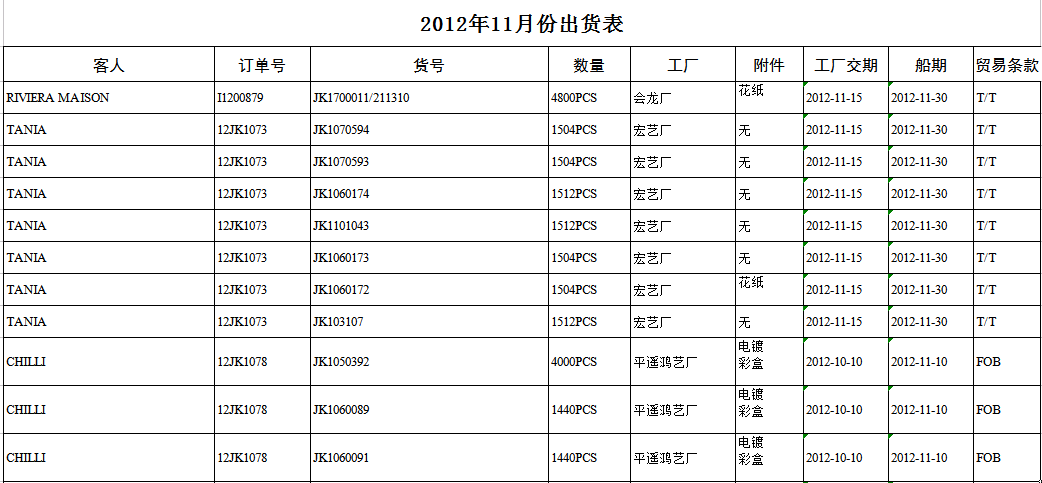 2012年11月份出货表
客人 订单号 货号 数量 工厂 附件 工厂交期 船期 贸易条款
RIVIERA MAISON I1200879 JK1700011/211310 4800PCS 会龙厂 花纸 2012-11-15 2012-11-30 T/T
TANIA 12JK1073 JK1070594 1504PCS 宏艺厂 无 2012-11-15 2012-11-30 T/T
TANIA 12JK1073 JK1070593 1504PCS 宏艺厂 无 2012-11-15 2012-11-30 T/T
TANIA 12JK1073 JK1060174 1512PCS 宏艺厂 无 2012-11-15 2012-11-30 T/T
TANIA 12JK1073 JK1101043 1512PCS 宏艺厂 无 2012-11-15 2012-11-30 T/T
TANIA 12JK1073 JK1060173 1504PCS 宏艺厂 无 2012-11-15 2012-11-30 T/T
TANIA 12JK1073 JK1060172 1504PCS 宏艺厂 花纸 2012-11-15 2012-11-30 T/T
TANIA 12JK1073 JK103107 1512PCS 宏艺厂 无 2012-11-15 2012-11-30 T/T
CHILLI 12JK1078 JK1050392 4000PCS 平遥鸿艺厂 电镀 彩盒 2012-10-10 2012-11-10 FOB
CHILLI 12JK1078 JK1060089 1440PCS 平遥鸿艺厂 电镀 彩盒 2012-10-10 2012-11-10 FOB
CHILLI 12JK1078 JK1060091 1440PCS 平遥鸿艺厂 电镀 彩盒 2012-10-10 2012-11-10 FOB